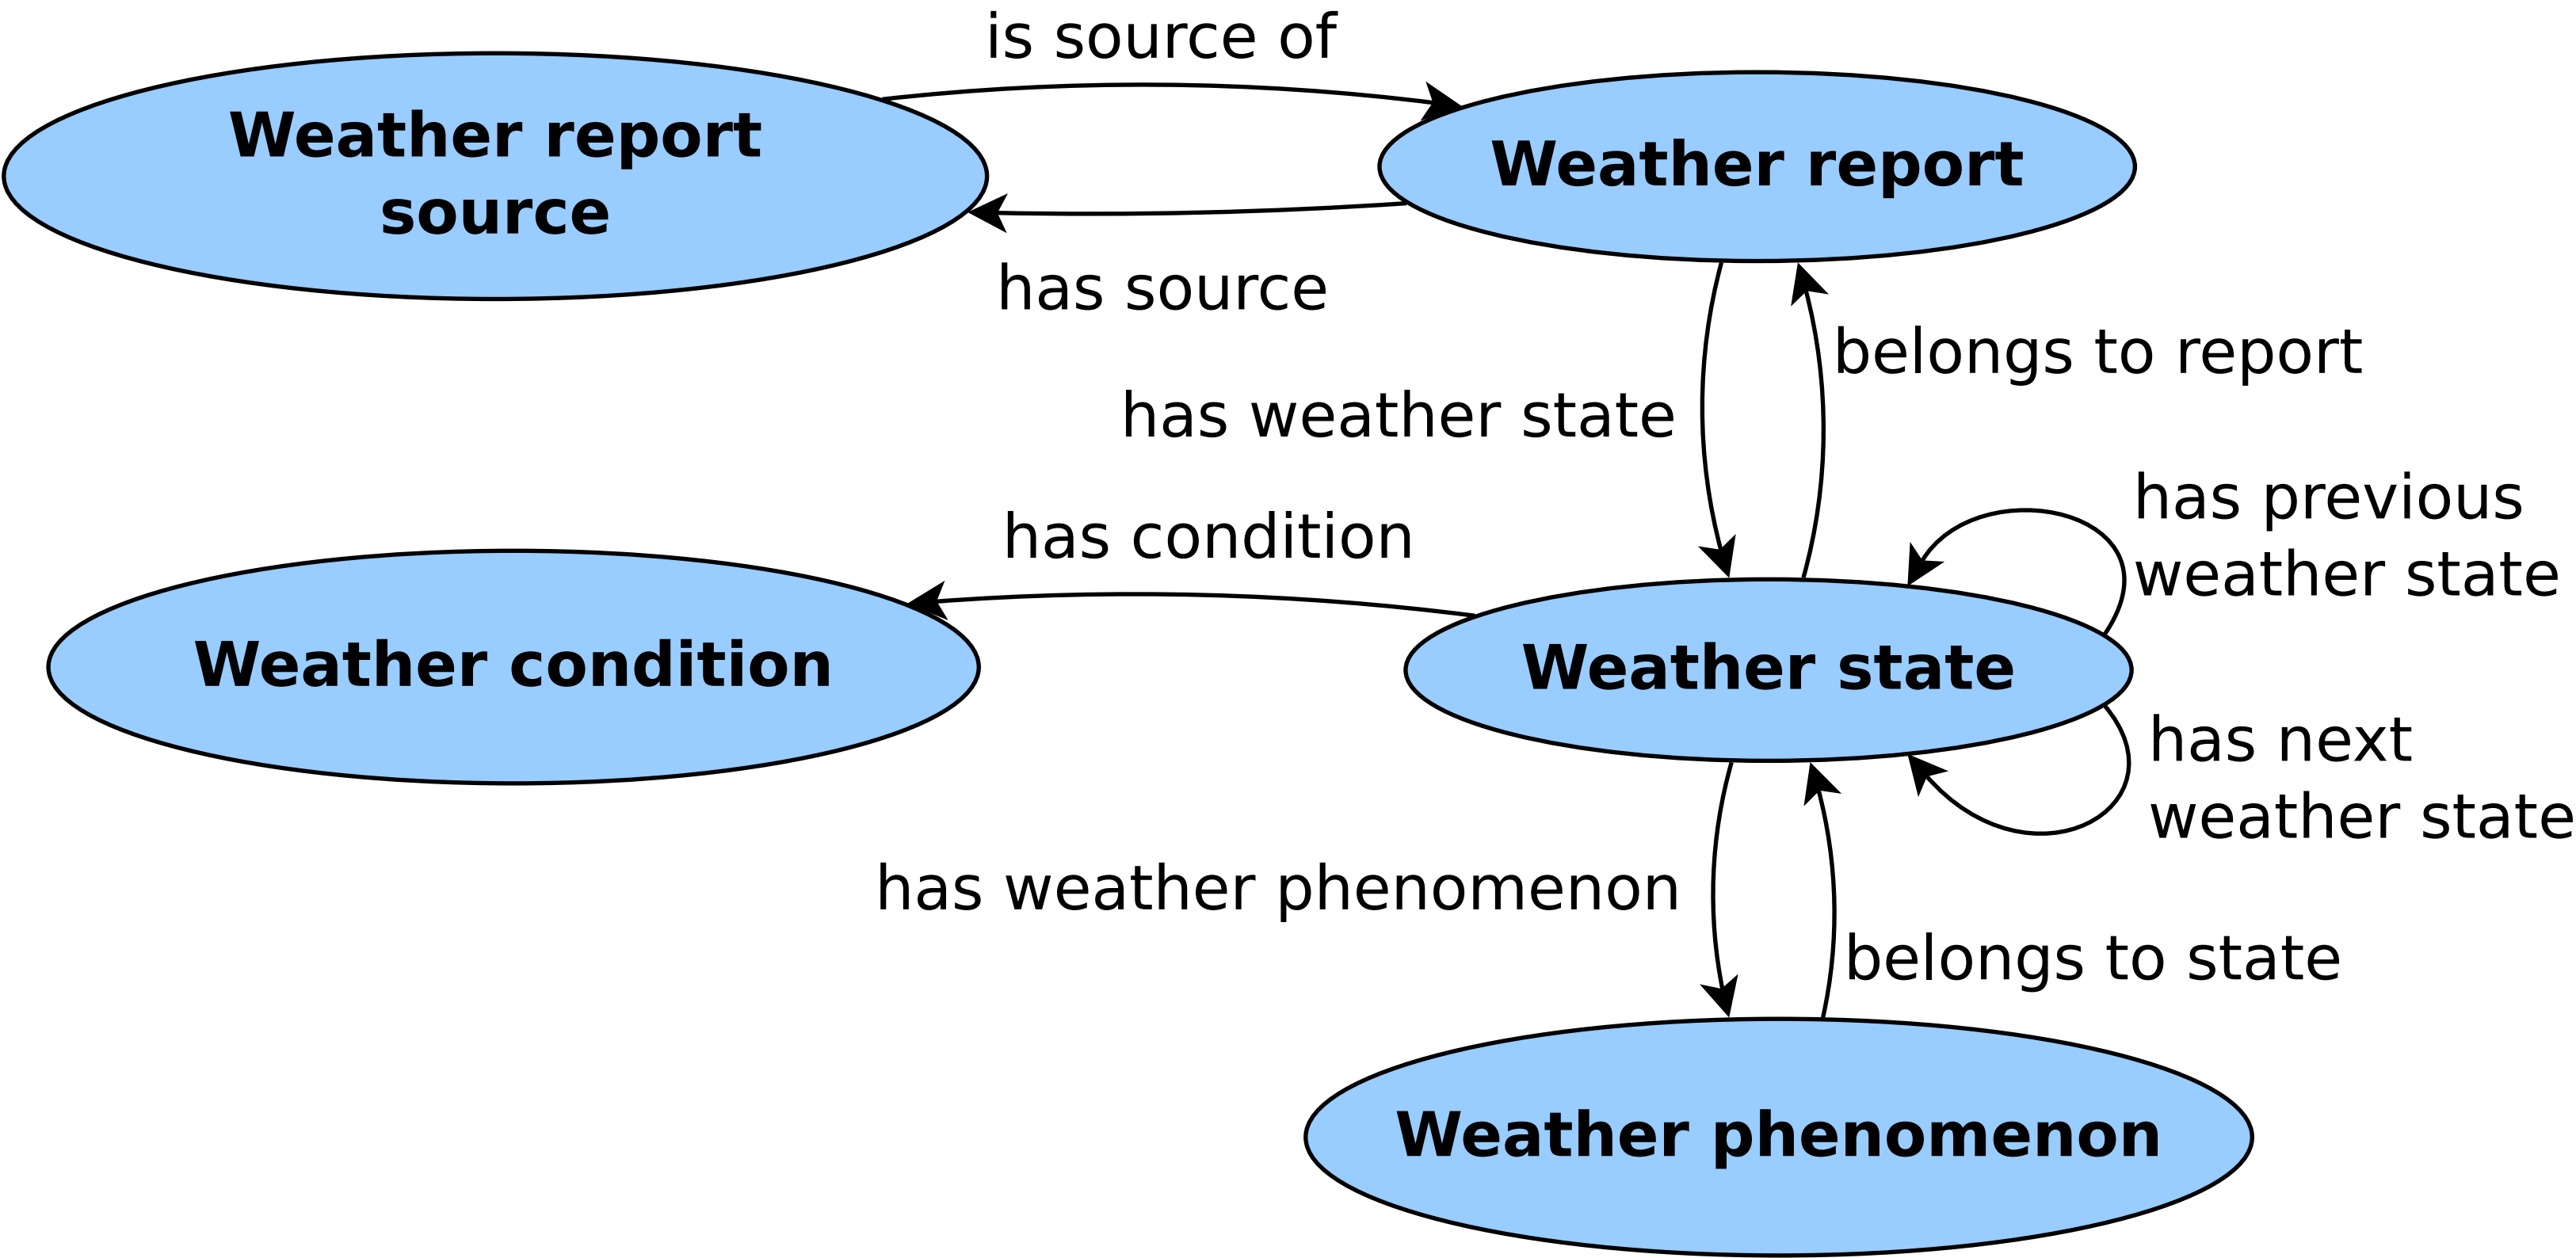 is source of
Weather report
source
Weather report
has source
belongs to report
has weather state
has previous
weather state
has condition
Weather condition
Weather state
has next
weather state
has weather phenomenon
belongs to state
Weather phenomenon